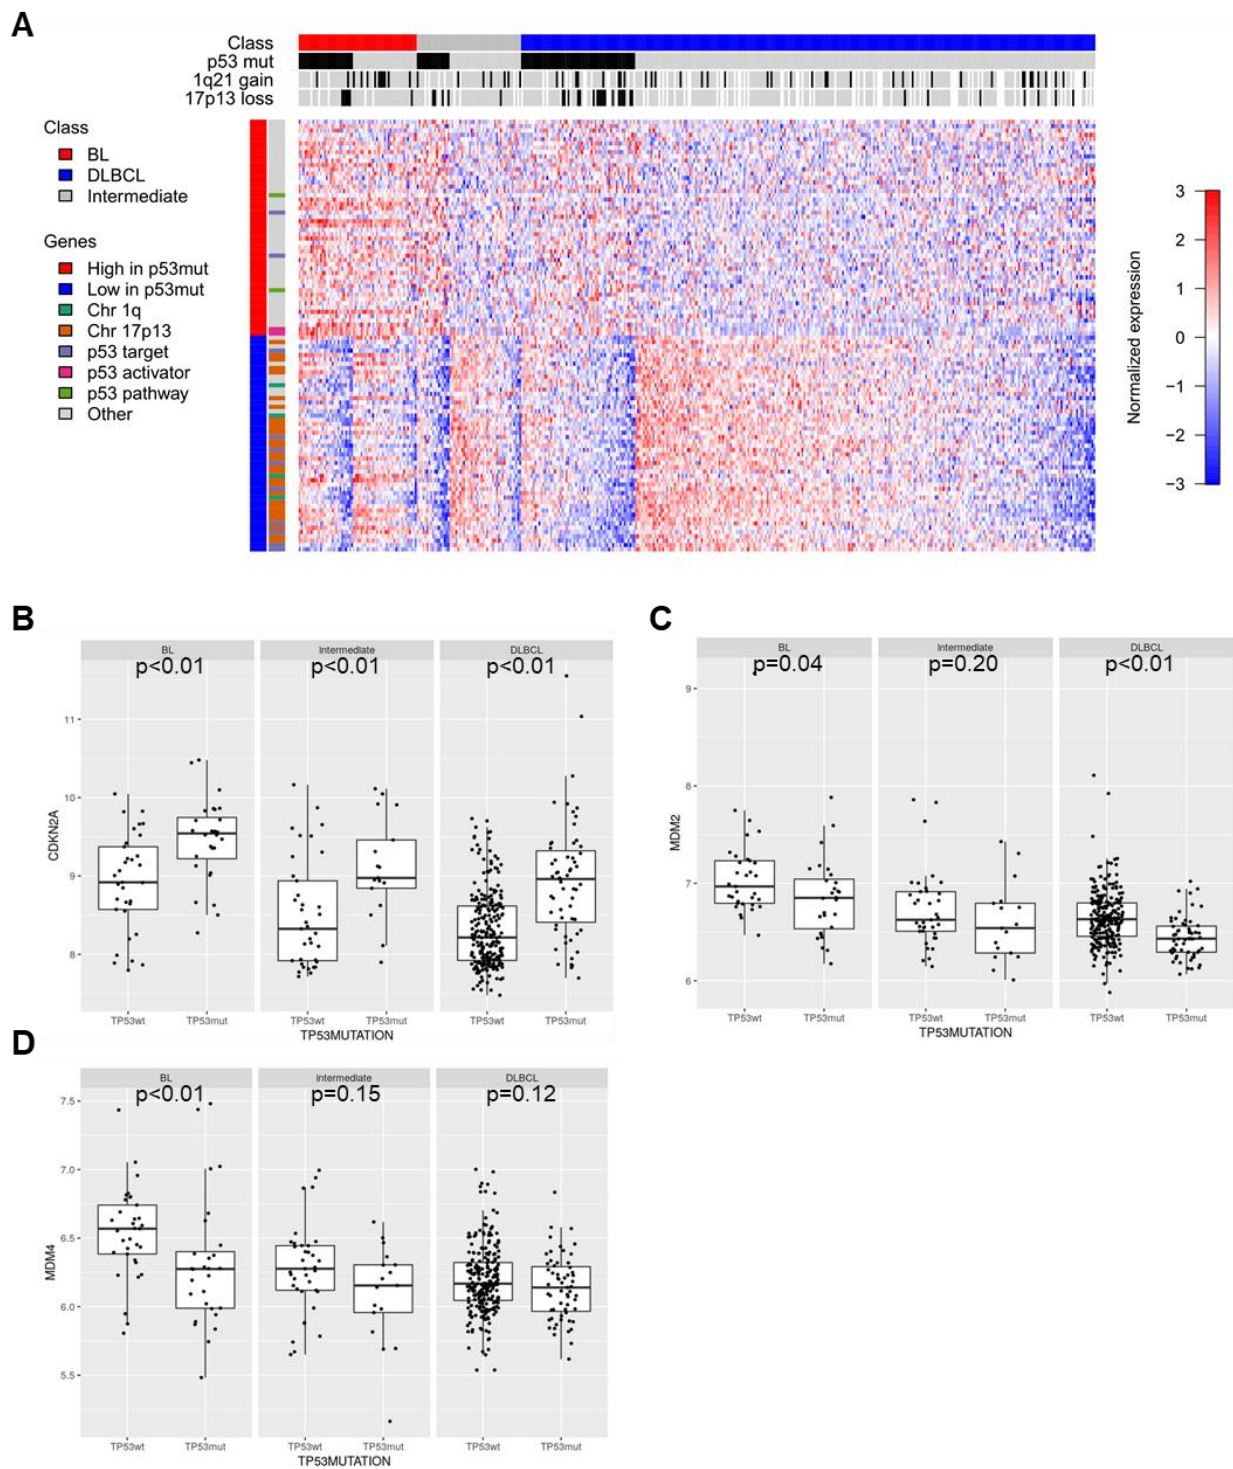 A
Class
p53 mut
1q21 gain
17p13 loss
Class
BL
DLBCL
Intermediate
Genes
High in p53mut
Low in p53mut
Chr 1q
Chr 17p13
p53 target
p53 activator
p53 pathway
Other
Normalized expression
3
2
1
0
−1
−2
−3
B
BL
Intermediate
DLBCL
p<0.01
p<0.01
p<0.01
CDKN2A
11
10
9
8
TP53wt
TP53mut
TP53wt
TP53mut
TP53wt
TP53mut
TP53MUTATION
C
BL
Intermediate
DLBCL
p=0.04
p=0.20
p<0.01
MDM2
9
8
7
6
TP53wt
TP53mut
TP53wt
TP53mut
TP53wt
TP53mut
TP53MUTATION
D
BL
Intermediate
DLBCL
p<0.01
p=0.15
p=0.12
MDM4
7.5
7.0
6.5
6.0
5.5
TP53wt
TP53mut
TP53wt
TP53mut
TP53wt
TP53mut
TP53MUTATION